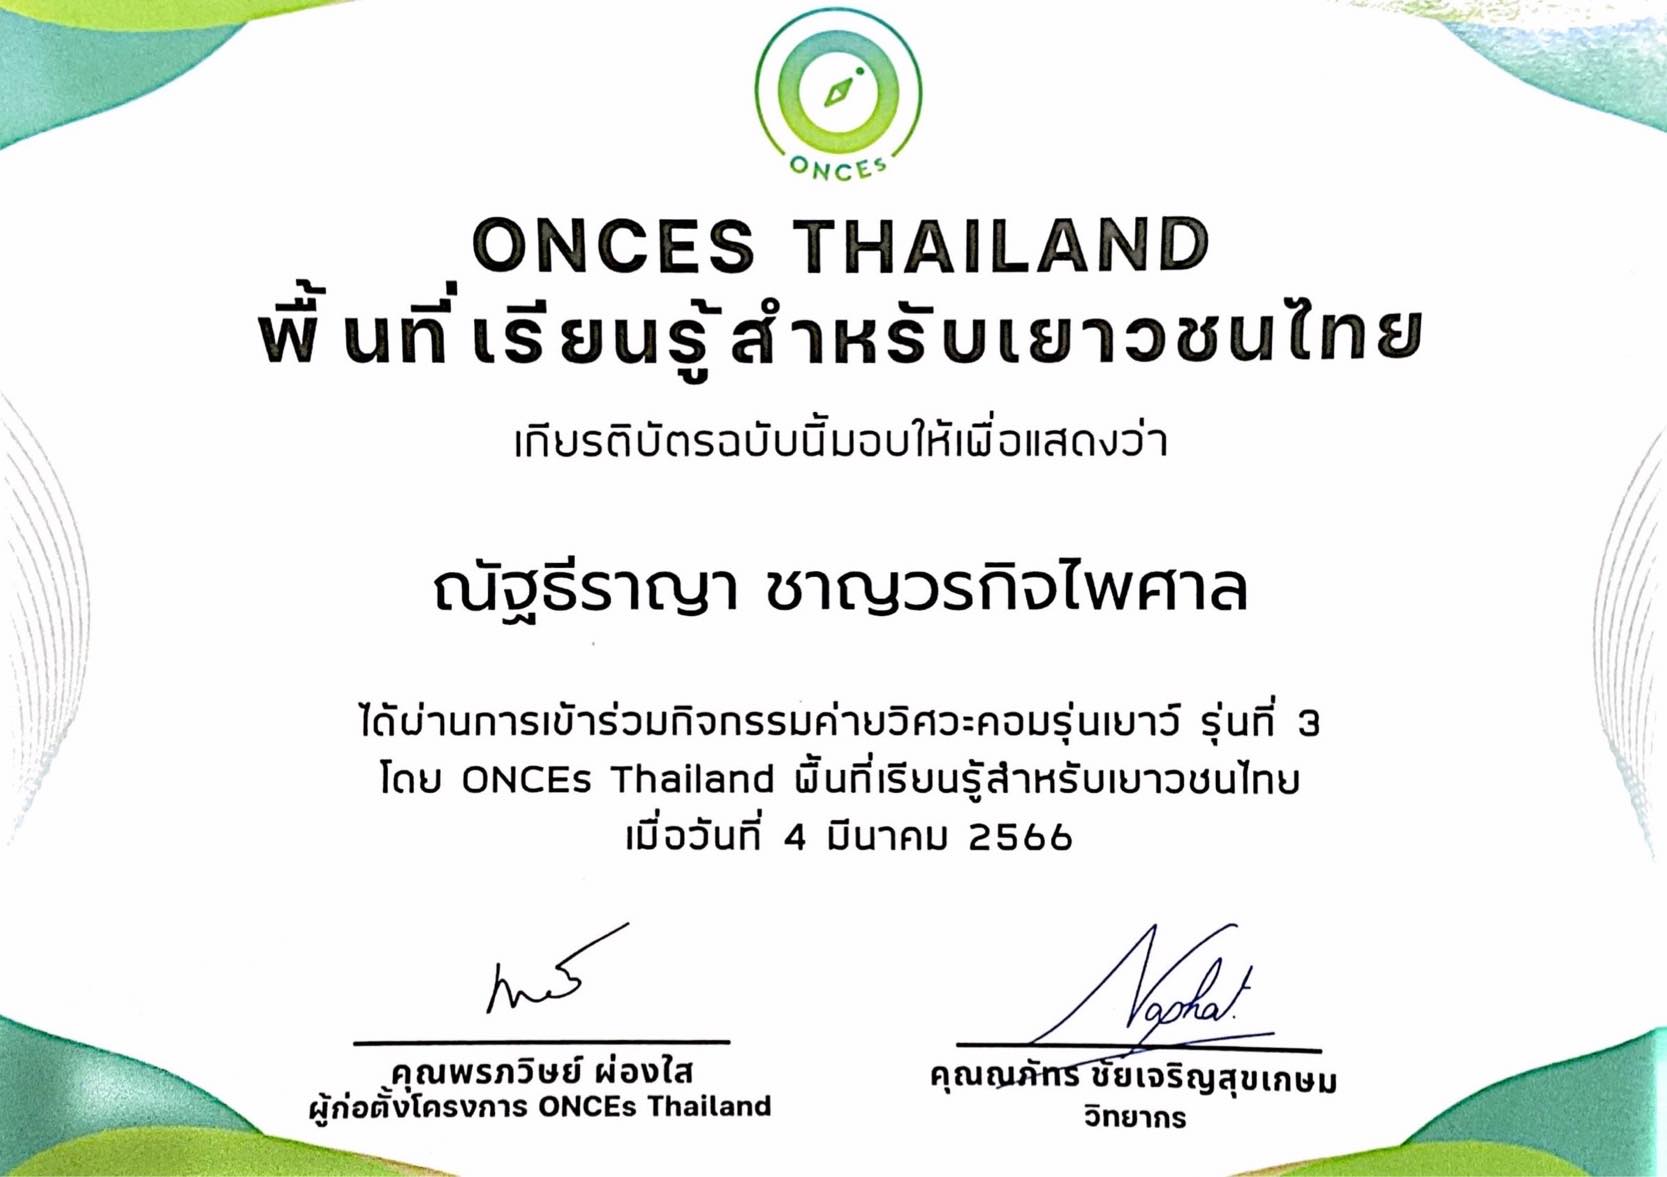 ONCEs
ONCES THAILAND
พื้นที่เรียนรู้สำหรับเยาวชนไทย
เกียรติบัตรฉบับนี้มอบให้เพื่อแสดงว่า
ณัฐธีราญา ชาญวรกิจไพศาล
ได้ผ่านการเข้าร่วมกิจกรรมค่ายวิศวะคอมรุ่นเยาว์ รุ่นที่ 3
โดย ONCEs Thailand พื้นที่เรียนรู้สำหรับเยาวชนไทย
เมื่อวันที่ 4 มีนาคม 2566
Naphat.
คุณพรภวิษย์ ผ่องใส
ผู้ก่อตั้งโครงการ ONCEs Thailand
คุณณภัทร ชัยเจริญสุขเกษม
วิทยากร